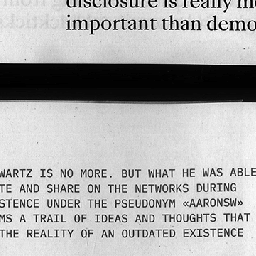 disclosure is really m
important than demo
WARTZ IS NO MORE. BUT WHAT HE WAS ABLE
TE AND SHARE ON THE NETWORKS DURING
STENCE UNDER THE PSEUDONYM «AARONSW»
MS A TRAIL OF IDEAS AND THOUGHTS THAT
THE REALITY OF AN OUTDATED EXISTENCE